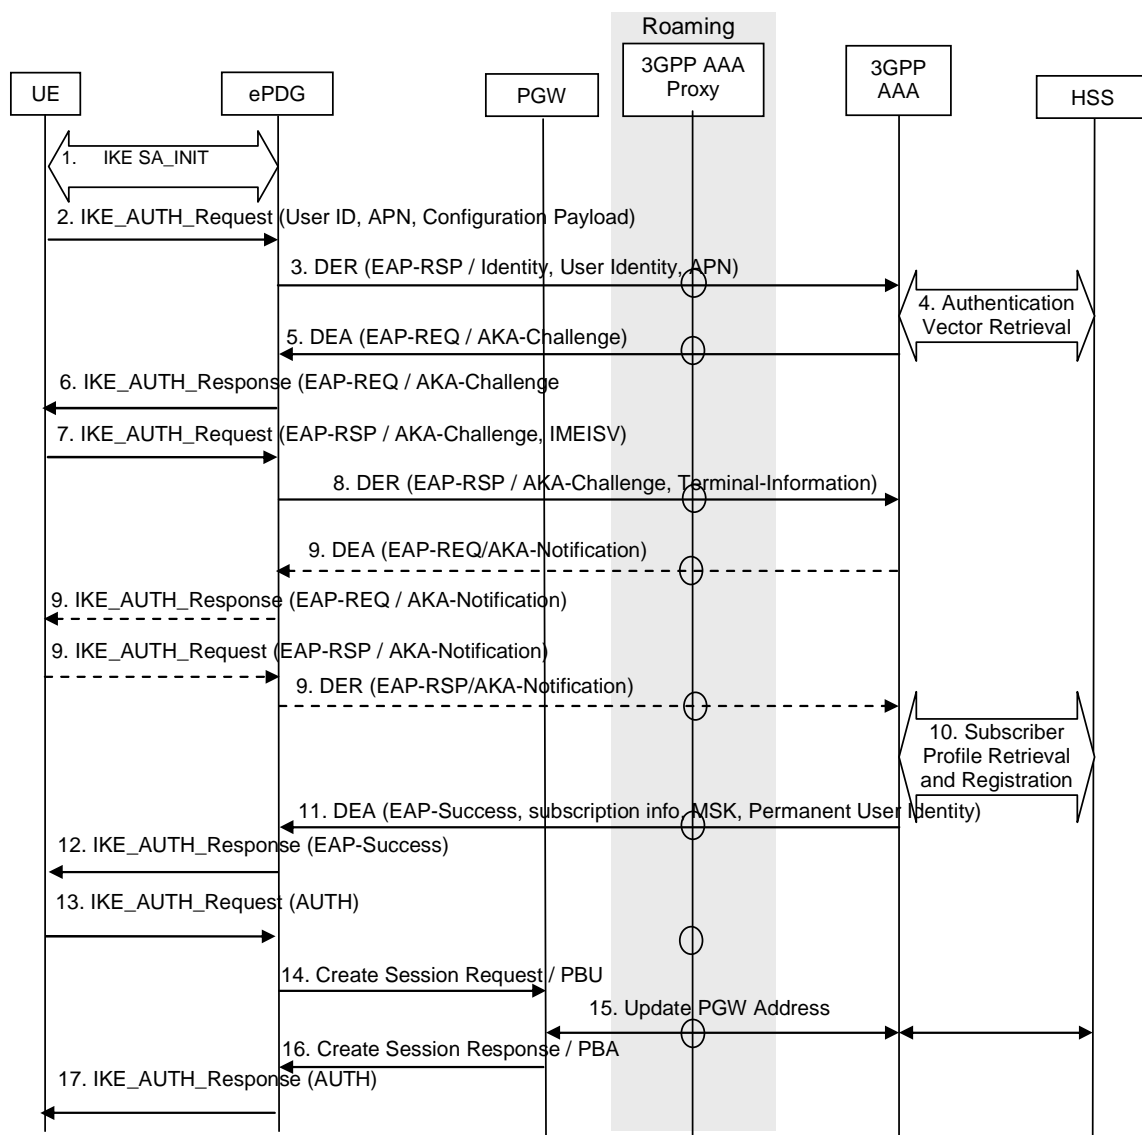 Roaming
UE
ePDG
PGW
3GPP AAA
Proxy
3GPP
AAA
HSS
1. IKE SA_INIT
2. IKE_AUTH_Request (User ID, APN, Configuration Payload)
3. DER (EAP-RSP / Identity, User Identity, APN)
4. Authentication
Vector Retrieval
5. DEA (EAP-REQ / AKA-Challenge)
6. IKE_AUTH_Response (EAP-REQ / AKA-Challenge
7. IKE_AUTH_Request (EAP-RSP / AKA-Challenge, IMEISV)
8. DER (EAP-RSP / AKA-Challenge, Terminal-Information)
9. DEA (EAP-REQ/AKA-Notification)
9. IKE_AUTH_Response (EAP-REQ / AKA-Notification)
9. IKE_AUTH_Request (EAP-RSP / AKA-Notification)
9. DER (EAP-RSP/AKA-Notification)
10. Subscriber
Profile Retrieval
and Registration
11. DEA (EAP-Success, subscription info, MSK, Permanent User Identity)
12. IKE_AUTH_Response (EAP-Success)
13. IKE_AUTH_Request (AUTH)
14. Create Session Request / PBU
15. Update PGW Address
16. Create Session Response / PBA
17. IKE_AUTH_Response (AUTH)